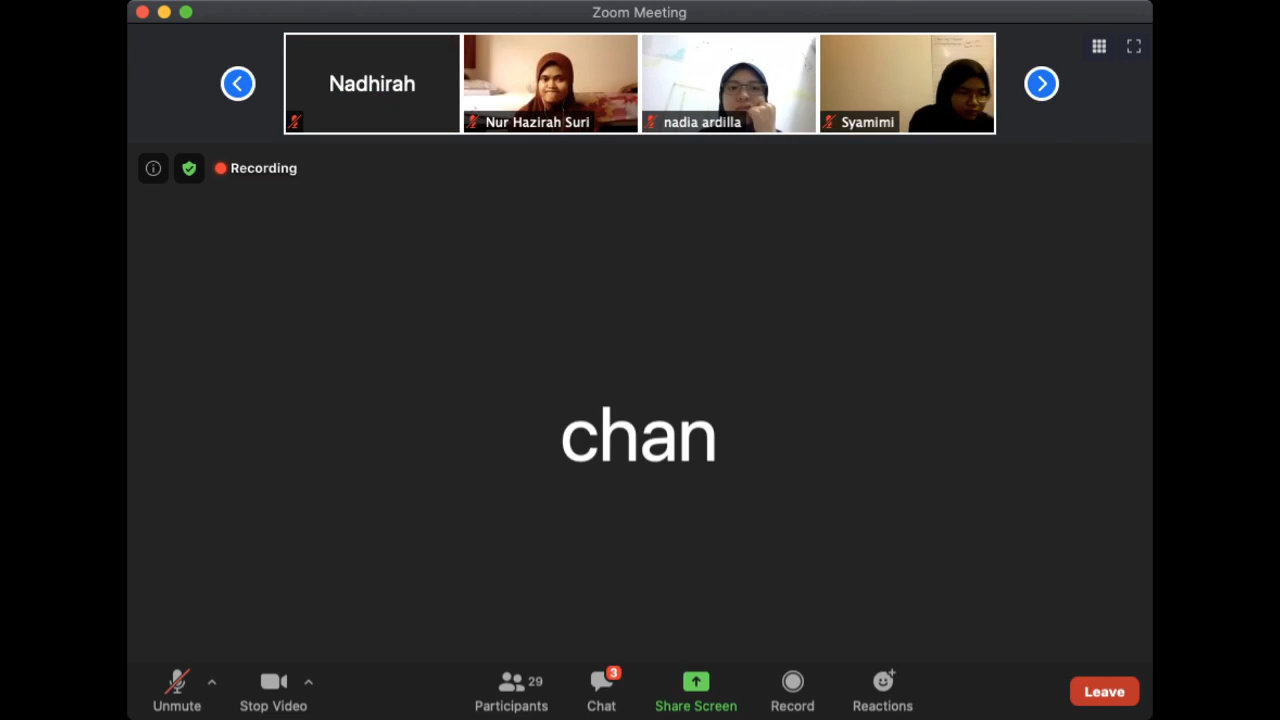 Zoom Meeting
Nadhirah
Nur Hazirah Suri
nadia ardilla
Syamimi
Recording
chan
29
3
Unmute
Stop Video
Participants
Chat
Share Screen
Record
Reactions
Leave